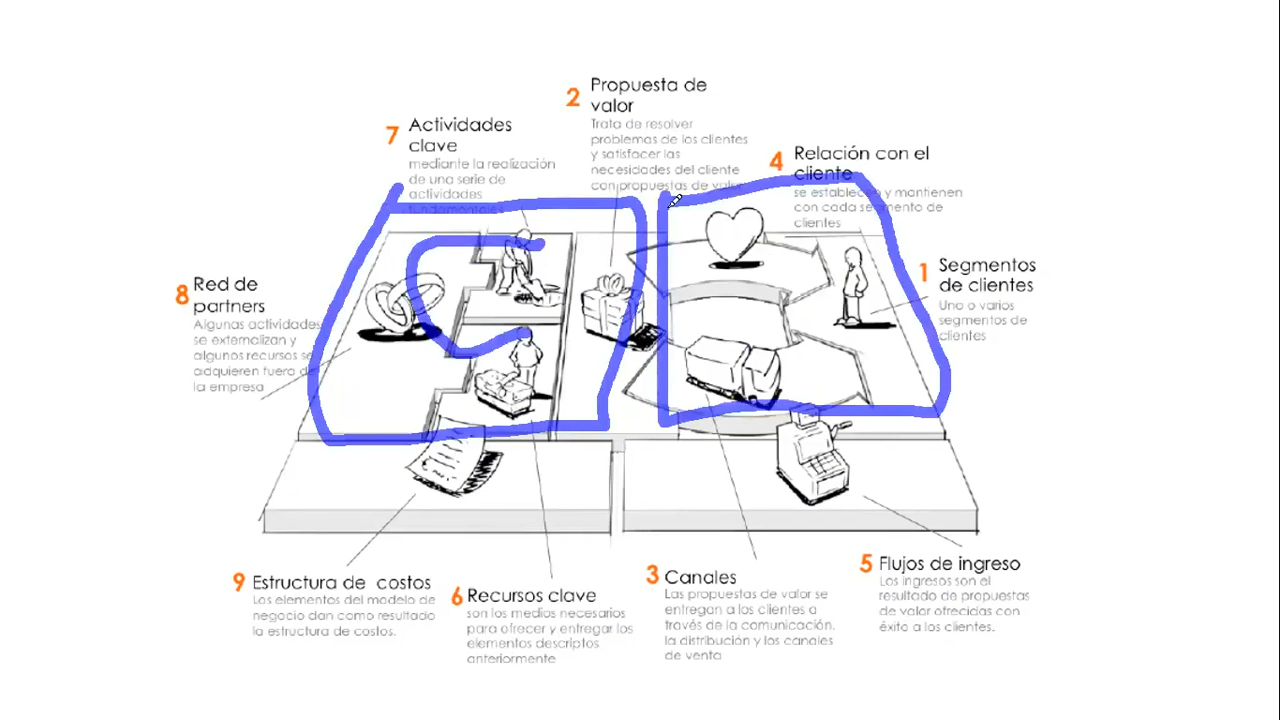 2 Propuesta de
valor
Trata de resolver
problemas de los clientes
y satisfacer las
necesidades del cliente
con propuestas de valor
7 Actividades
clave
mediante la realización
de una serie de
actividades
fundamentales
4 Relación con el
cliente
se establecen y mantienen
con cada segmento de
clientes
1 Segmentos
de clientes
Uno o varios
segmentos de
clientes
8 Red de
partners
Algunas actividades
se externalizan y
algunos recursos se
adquieren fuera de
la empresa
9 Estructura de costos
Los elementos del modelo de
negocio dan como resultado
la estructura de costos.
6 Recursos clave
son los medios necesarios
para ofrecer y entregar los
elementos descriptos
anteriormente
3 Canales
Las propuestas de valor se
entregan a los clientes a
través de la comunicación,
la distribución y los canales
de venta
5 Flujos de ingreso
Los ingresos son el
resultado de propuestas
de valor ofrecidas con
éxito a los clientes.